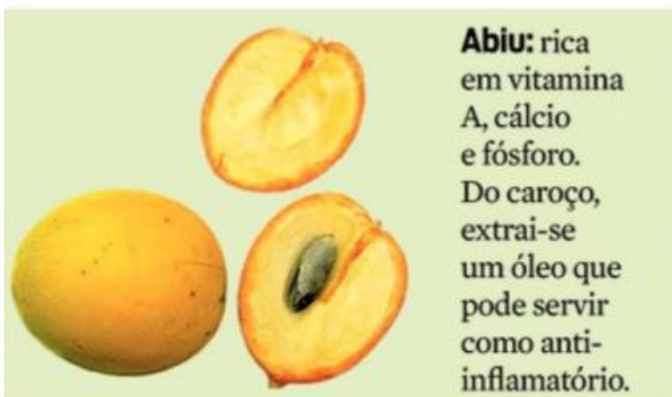 Abiu: rica
em vitamina
A, cálcio
e fósforo.
Do caroço,
extrai-se
um óleo que
pode servir
como anti-
inflamatório.